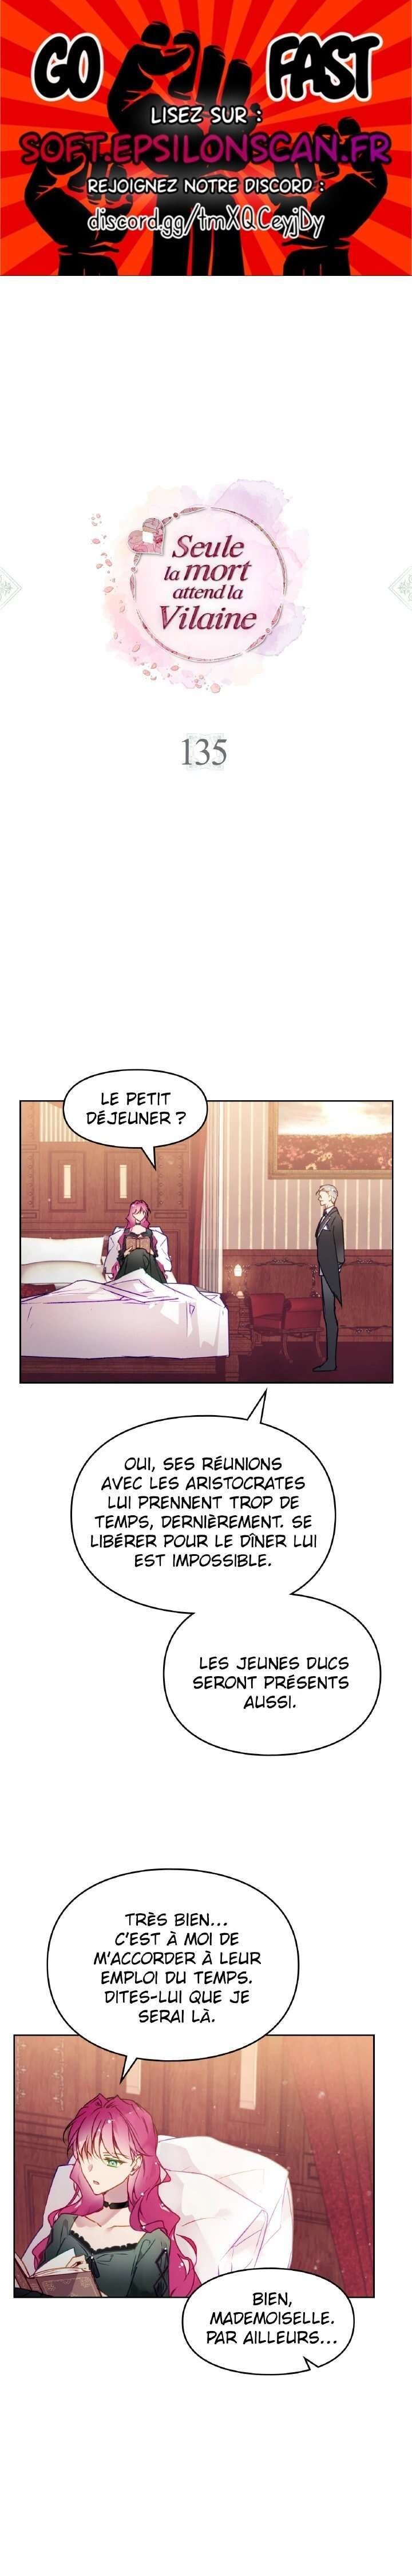 GO FAST
LISEZ SUR :
SOFT.EPSILONSCAN.FR
REJOIGNEZ NOTRE DISCORD :
discord.gg/tmXQCeyjDy
Seule
la mort
attend la
Vilaine
135
LE PETIT
DÉJEUNER ?
OUI, SES RÉUNIONS
AVEC LES ARISTOCRATES
LUI PRENNENT TROP DE
TEMPS, DERNIÈREMENT. SE
LIBÉRER POUR LE DÎNER LUI
EST IMPOSSIBLE.
LES JEUNES DUCS
SERONT PRÉSENTS
AUSSI.
TRÈS BIEN...
C'EST À MOI DE
M'ACCORDER À LEUR
EMPLOI DU TEMPS.
DITES-LUI QUE JE
SERAI LÀ.
BIEN,
MADEMOISELLE.
PAR AILLEURS...